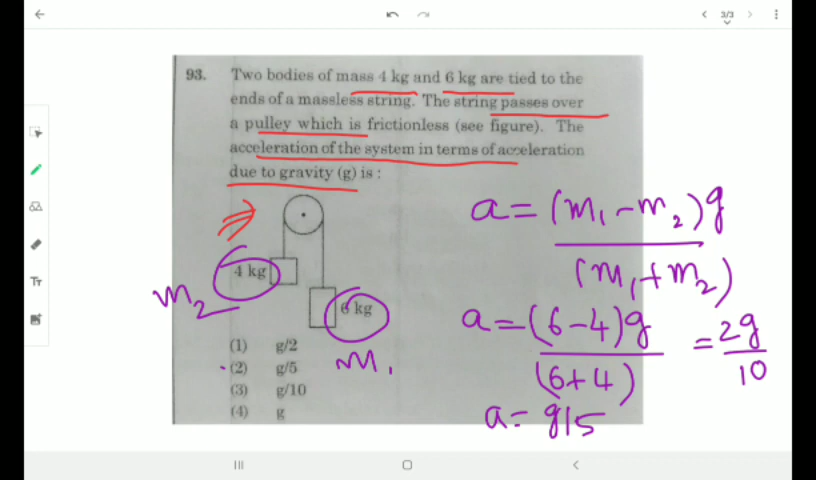 3/3
93. Two bodies of mass 4 kg and 6 kg are tied to the
ends of a massless string. The string passes over
a pulley which is frictionless (see figure). The
acceleration of the system in terms of acceleration
due to gravity (g) is :
4 kg
6 kg
m2
m1
(1) g/2
(2) g/5
(3) g/10
(4) g
a = (m1 - m2) g
(m1 + m2)
a = (6 - 4) g = 2g
(6 + 4) 10
a = g/5
Tт